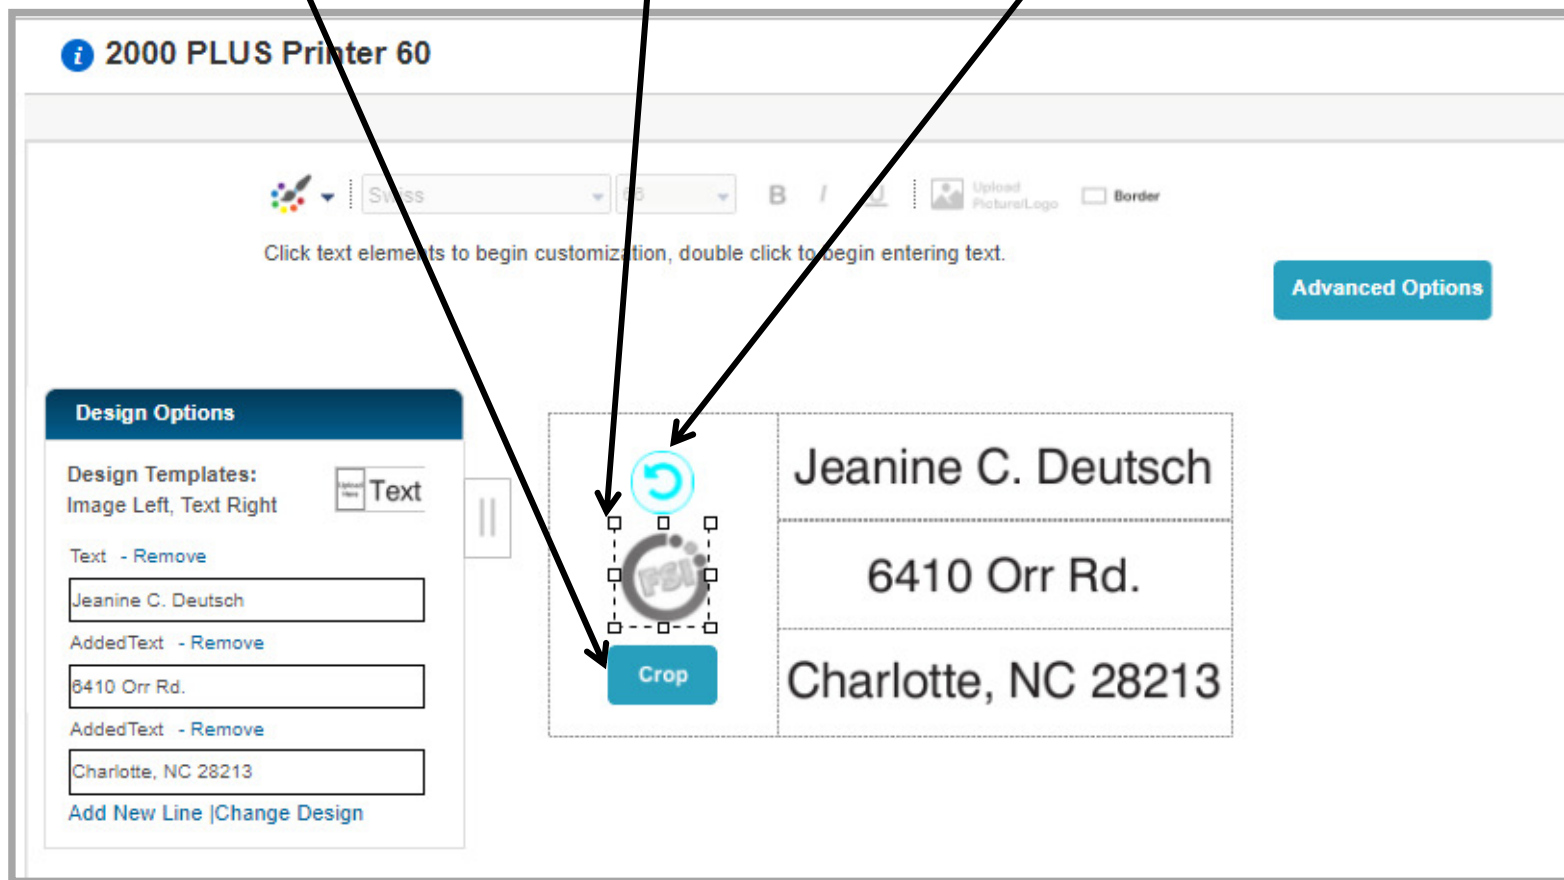 2000 PLUS Printer 60
Swiss
Upload
Picture/Logo
Border
B I U
Click text elements to begin customization, double click to begin entering text.
Advanced Options
Design Options
Design Templates:
Image Left, Text Right
Text
Text - Remove
Jeanine C. Deutsch
AddedText - Remove
6410 Orr Rd.
AddedText - Remove
Charlotte, NC 28213
Add New Line |Change Design
FSI
Crop
Jeanine C. Deutsch
6410 Orr Rd.
Charlotte, NC 28213